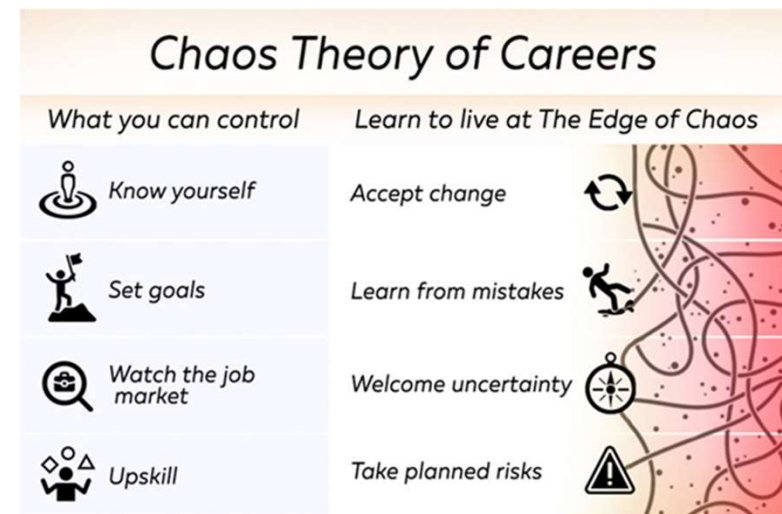 Chaos Theory of Careers
What you can control
Learn to live at The Edge of Chaos
Know yourself
Accept change
Set goals
Learn from mistakes
Watch the job
market
Welcome uncertainty
Upskill
Take planned risks